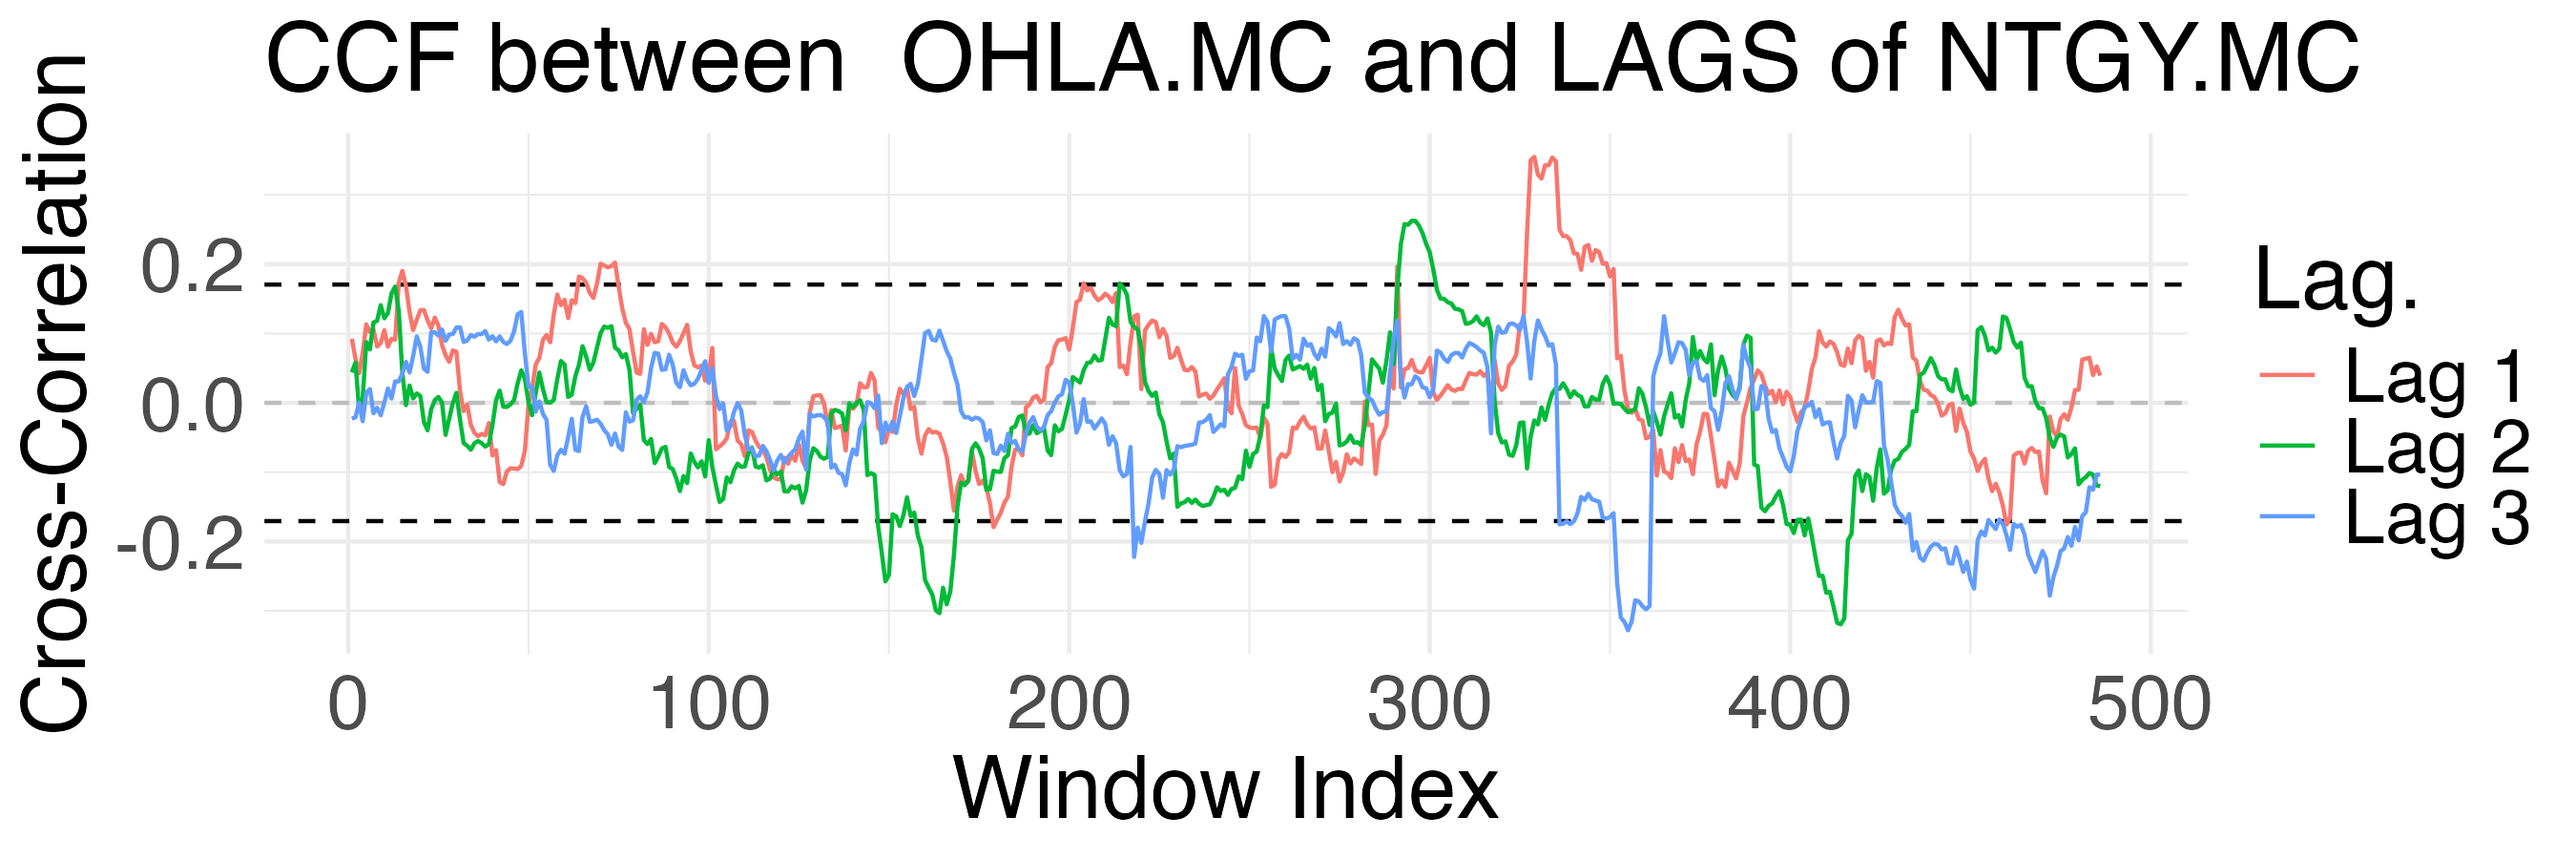 CCF between  OHLA.MC and LAGS of NTGY.MC
Cross-Correlation
0.2
0.0
-0.2
0 100 200 300 400 500
Window Index
Lag.
Lag 1
Lag 2
Lag 3